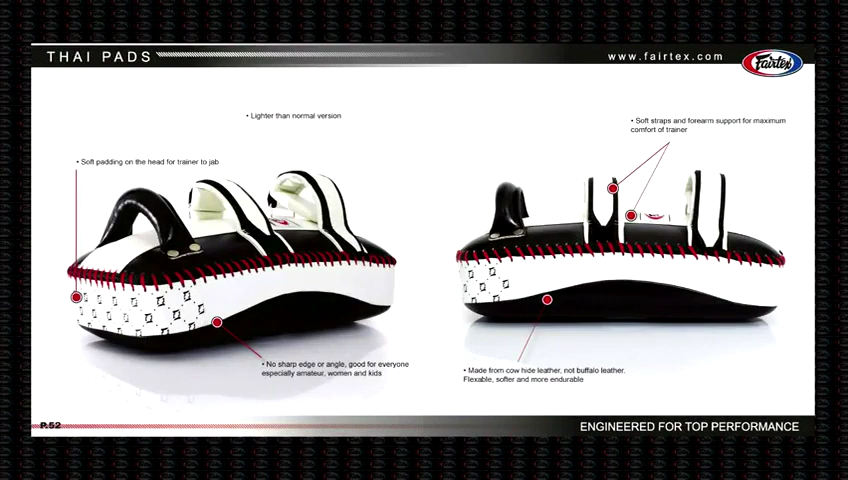 THAI PADS
www.fairtex.com
Fairtex
• Lighter than normal version
• Soft straps and forearm support for maximum
comfort of trainer
• Soft padding on the head for trainer to jab
• No sharp edge or angle, good for everyone
especially amateur, women and kids
• Made from cow hide leather, not buffalo leather.
Flexable, softer and more endurable
P.52
ENGINEERED FOR TOP PERFORMANCE